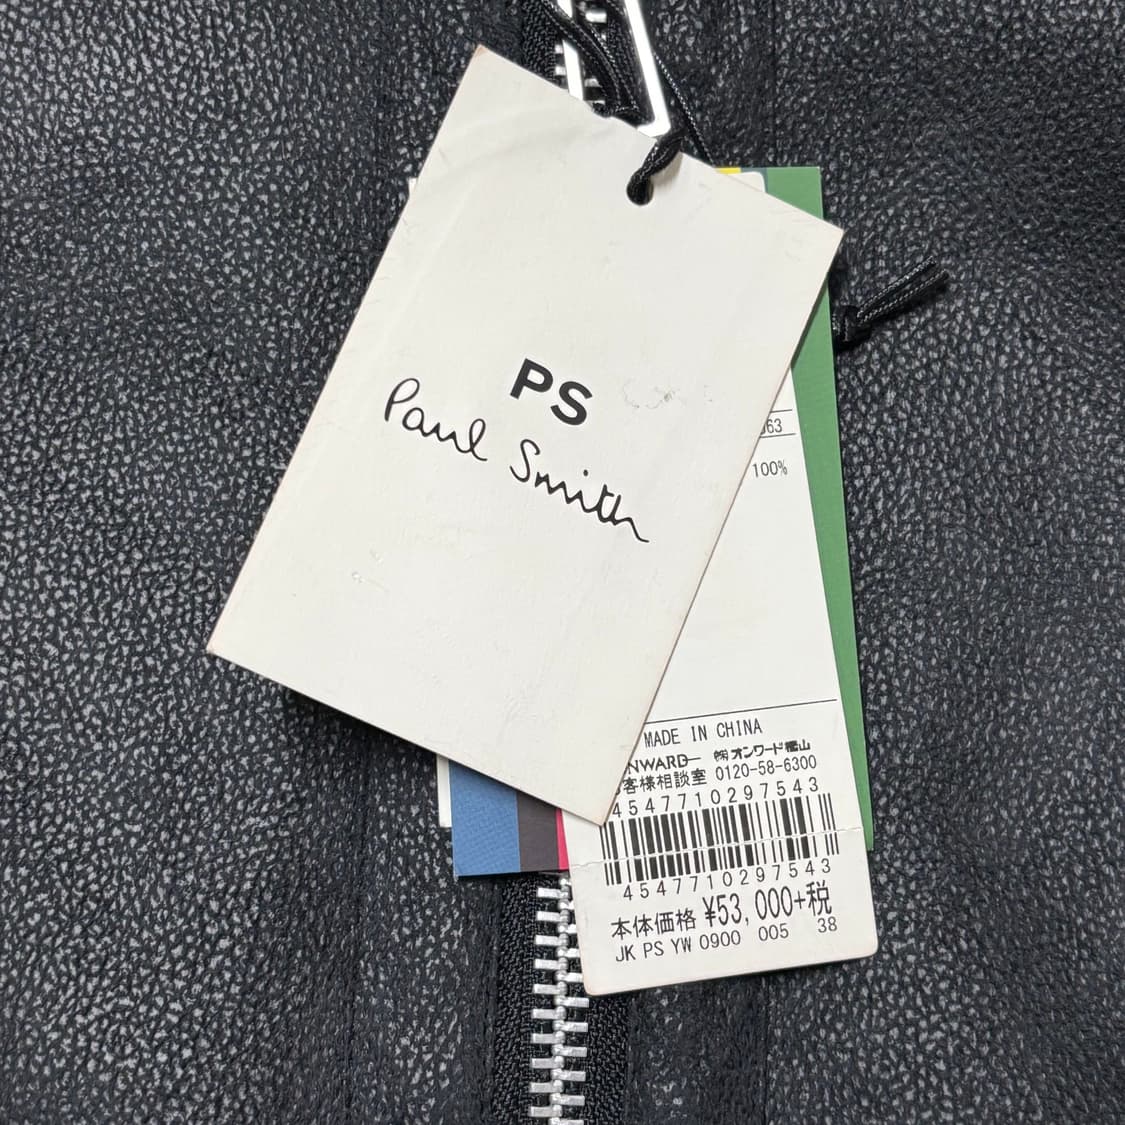 PS
Paul Smith
63
100%
MADE IN CHINA
NWARD ㈱オンワード樫山
客様相談室 0120-58-6300
4547710297543
4547710297543
本体価格 ¥53,000+税
JK PS YW 0900 005 38